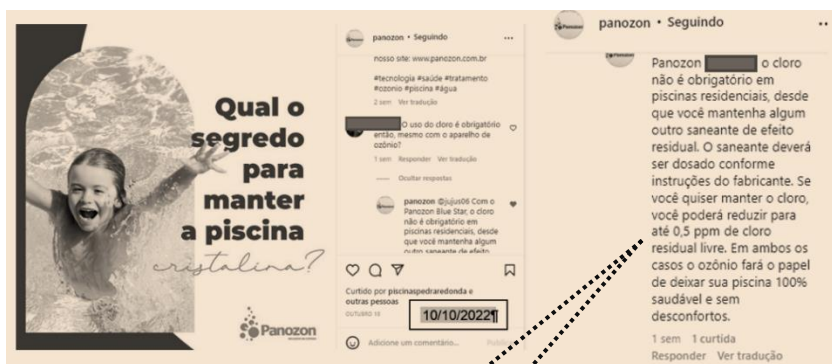 Qual o
segredo
para
manter
a piscina
cristalina?
Panozon
panozon • Seguindo
...
nosso site: www.panozon.com.br
#tecnologia #saúde #tratamento
#ozonio #piscina #água
2 sem Ver tradução
O uso do cloro é obrigatório
então, mesmo com o aparelho de
ozônio?
1 sem Responder Ver tradução
Ocultar respostas
panozon @jujus06 Com o
Panozon Blue Star, o cloro
não é obrigatório em
piscinas residenciais, desde
que você mantenha algum
outro saneante de efeito
Curtido por piscinaspedraredonda e
outras pessoas
OUTUBRO 10
10/10/2022¶
Adicione um comentário...
panozon • Seguindo
Panozon o cloro
não é obrigatório em
piscinas residenciais, desde
que você mantenha algum
outro saneante de efeito
residual. O saneante deverá
ser dosado conforme
instruções do fabricante. Se
você quiser manter o cloro,
você poderá reduzir para
até 0,5 ppm de cloro
residual livre. Em ambos os
casos o ozônio fará o papel
de deixar sua piscina 100%
saudável e sem
desconfortos.
1 sem 1 curtida
Responder Ver tradução